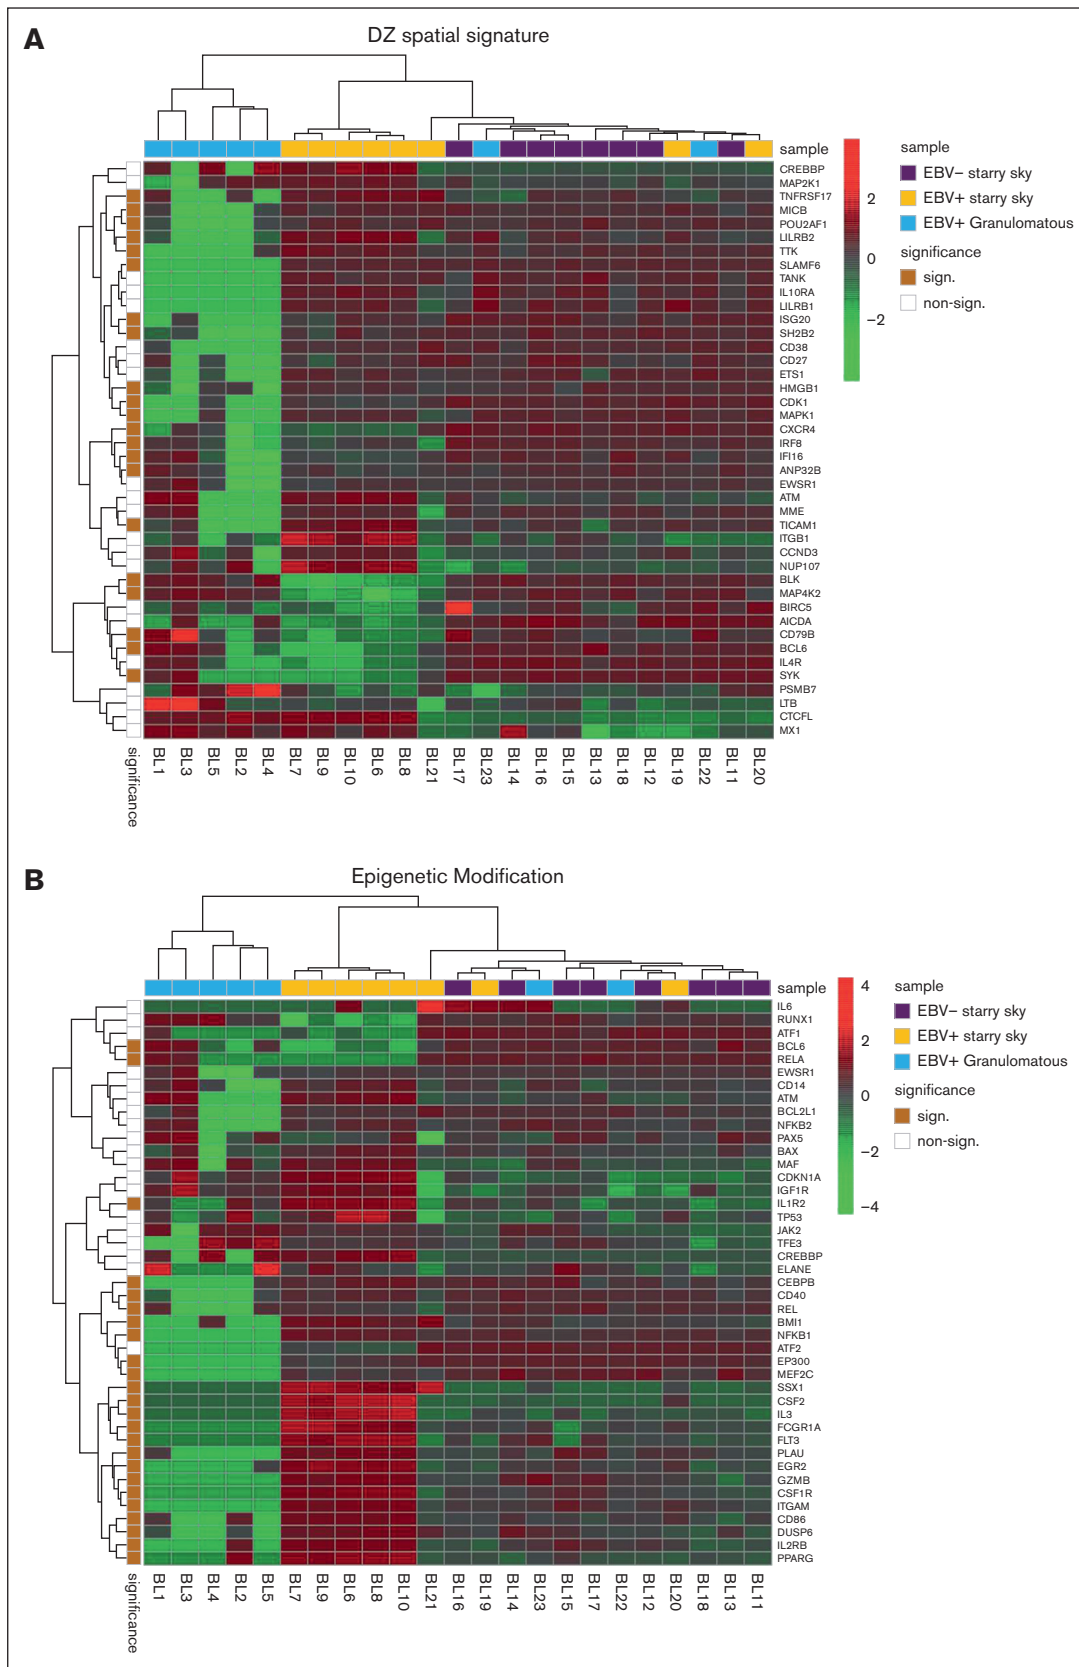 A
DZ spatial signature
sample
CREBBP
MAP2K1
TNFRSF17
MICB
POU2AF1
LILRB2
TTK
SLAMF6
TANK
IL10RA
LILRB1
ISG20
SH2B2
CD38
CD27
ETS1
HMGB1
CDK1
MAPK1
CXCR4
IRF8
IFI16
ANP32B
EWSR1
ATM
MME
TICAM1
ITGB1
CCND3
NUP107
BLK
MAP4K2
BIRC5
AICDA
CD79B
BCL6
IL4R
SYK
PSMB7
LTB
CTCFL
MX1
2
0
−2
sample
EBV− starry sky
EBV+ starry sky
EBV+ Granulomatous
significance
sign.
non-sign.
significance
BL1
BL3
BL5
BL2
BL4
BL7
BL9
BL10
BL6
BL8
BL21
BL17
BL23
BL14
BL16
BL15
BL13
BL18
BL12
BL19
BL22
BL11
BL20
B
Epigenetic Modification
sample
IL6
RUNX1
ATF1
BCL6
RELA
EWSR1
CD14
ATM
BCL2L1
NFKB2
PAX5
BAX
MAF
CDKN1A
IGF1R
IL1R2
TP53
JAK2
TFE3
CREBBP
ELANE
CEBPB
CD40
REL
BMI1
NFKB1
ATF2
EP300
MEF2C
SSX1
CSF2
IL3
FCGR1A
FLT3
PLAU
EGR2
GZMB
CSF1R
ITGAM
CD86
DUSP6
IL2RB
PPARG
4
2
0
−2
−4
sample
EBV− starry sky
EBV+ starry sky
EBV+ Granulomatous
significance
sign.
non-sign.
significance
BL1
BL3
BL4
BL2
BL5
BL7
BL9
BL6
BL8
BL10
BL21
BL16
BL19
BL14
BL23
BL15
BL17
BL22
BL12
BL20
BL18
BL13
BL11